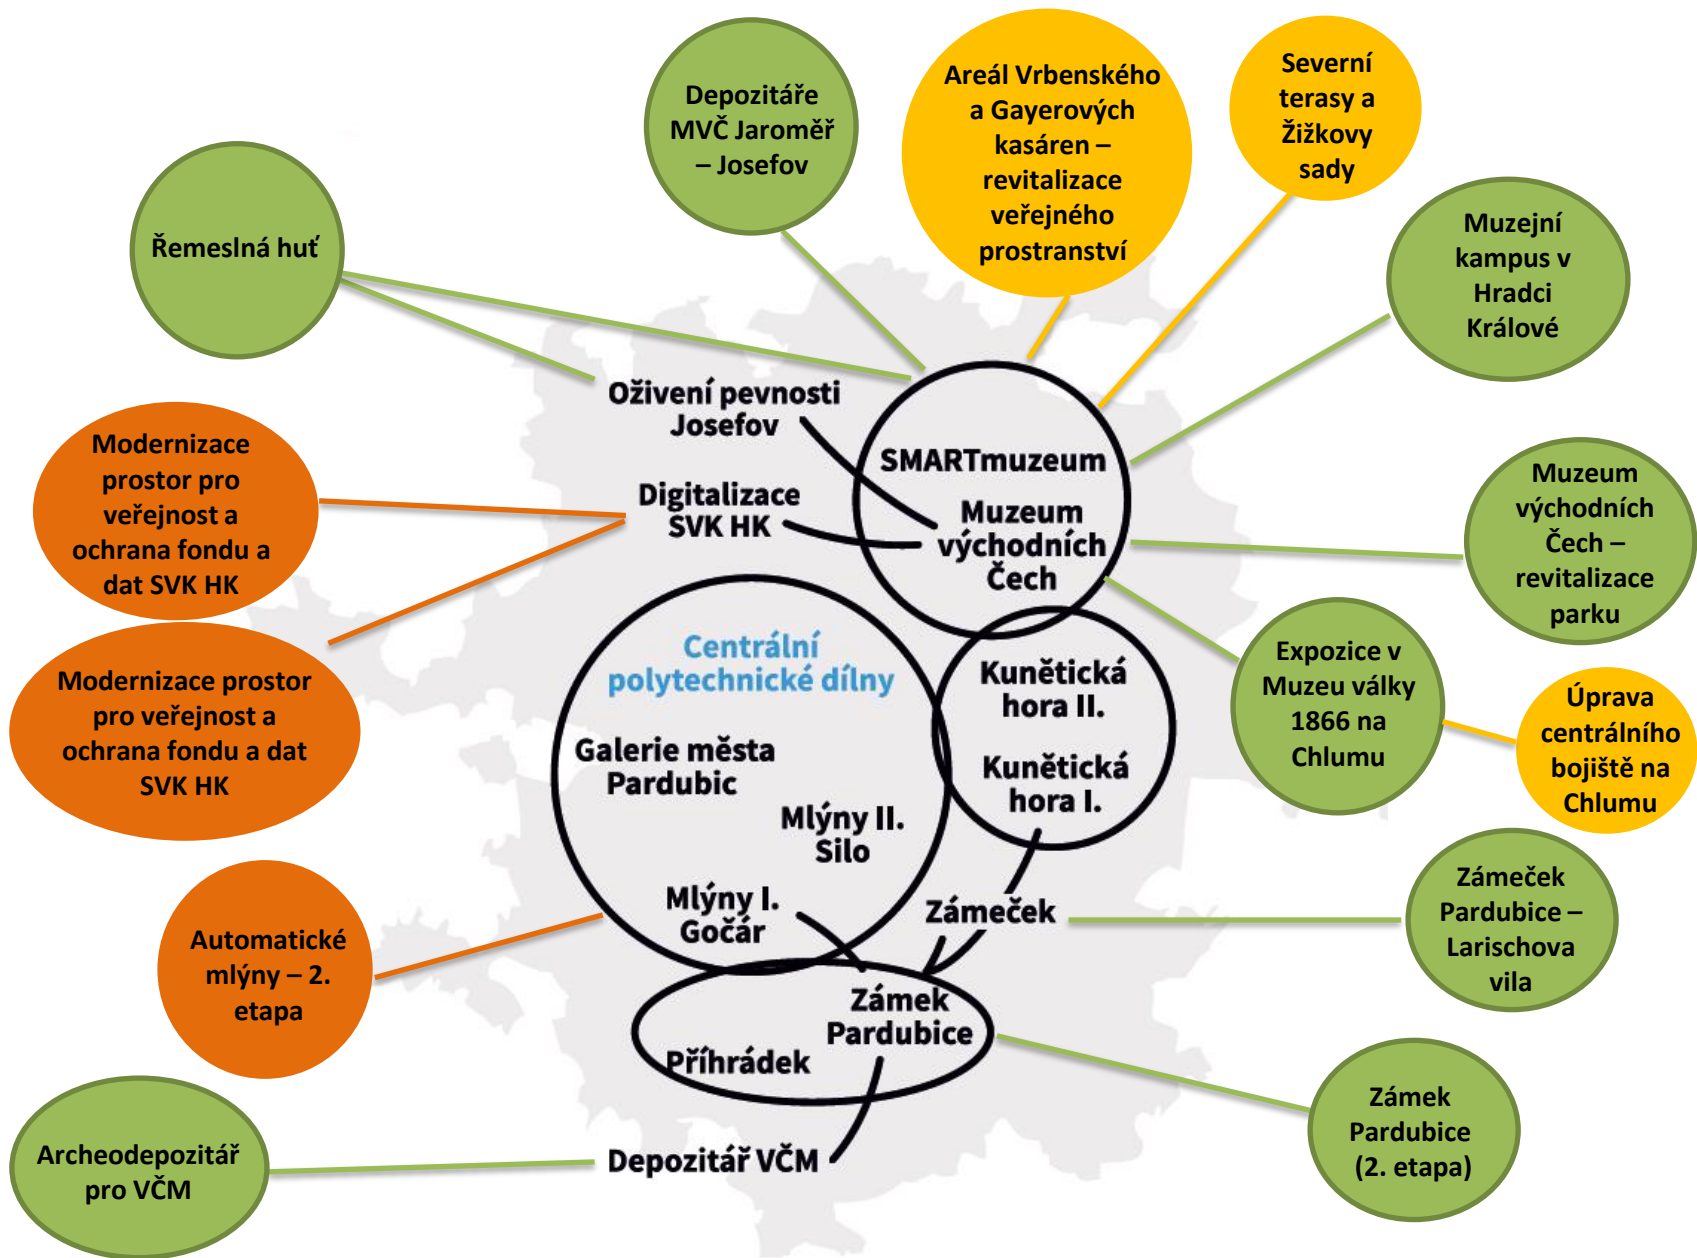 Areál Vrbenského
a Gayerových
kasáren –
revitalizace
veřejného
prostranství
Severní
terasy a
Žižkovy
sady
Depozitáře
MVČ Jaroměř
– Josefov
Řemeslná huť
Muzejní
kampus v
Hradci
Králové
Oživení pevnosti
Josefov
SMARTmuzeum
Digitalizace
SVK HK
Muzeum
východních
Čech
Modernizace
prostor pro
veřejnost a
ochrana fondu a
dat SVK HK
Muzeum
východních
Čech –
revitalizace
parku
Modernizace prostor
pro veřejnost a
ochrana fondu a dat
SVK HK
Centrální
polytechnické dílny
Kunětická
hora II.
Expozice v
Muzeu války
1866 na
Chlumu
Úprava
centrálního
bojiště na
Chlumu
Galerie města
Pardubic
Kunětická
hora I.
Mlýny II.
Silo
Mlýny I.
Gočár
Zámeček
Zámeček
Pardubice –
Larischova
vila
Automatické
mlýny – 2.
etapa
Zámek
Pardubice
Příhrádek
Zámek
Pardubice
(2. etapa)
Archeodepozitář
pro VČM
Depozitář VČM